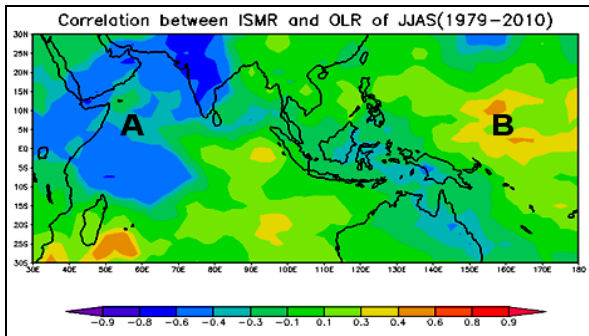 Correlation between ISMR and OLR of JJAS(1979−2010)
30N
25N
20N
15N
10N
5N
EQ
5S
10S
15S
20S
25S
30S
A
B
30E 40E 50E 60E 70E 80E 90E 100E 110E 120E 130E 140E 150E 160E 170E 180
−0.9 −0.8 −0.6 −0.4 −0.3 −0.1 0.1 0.3 0.4 0.6 0.8 0.9